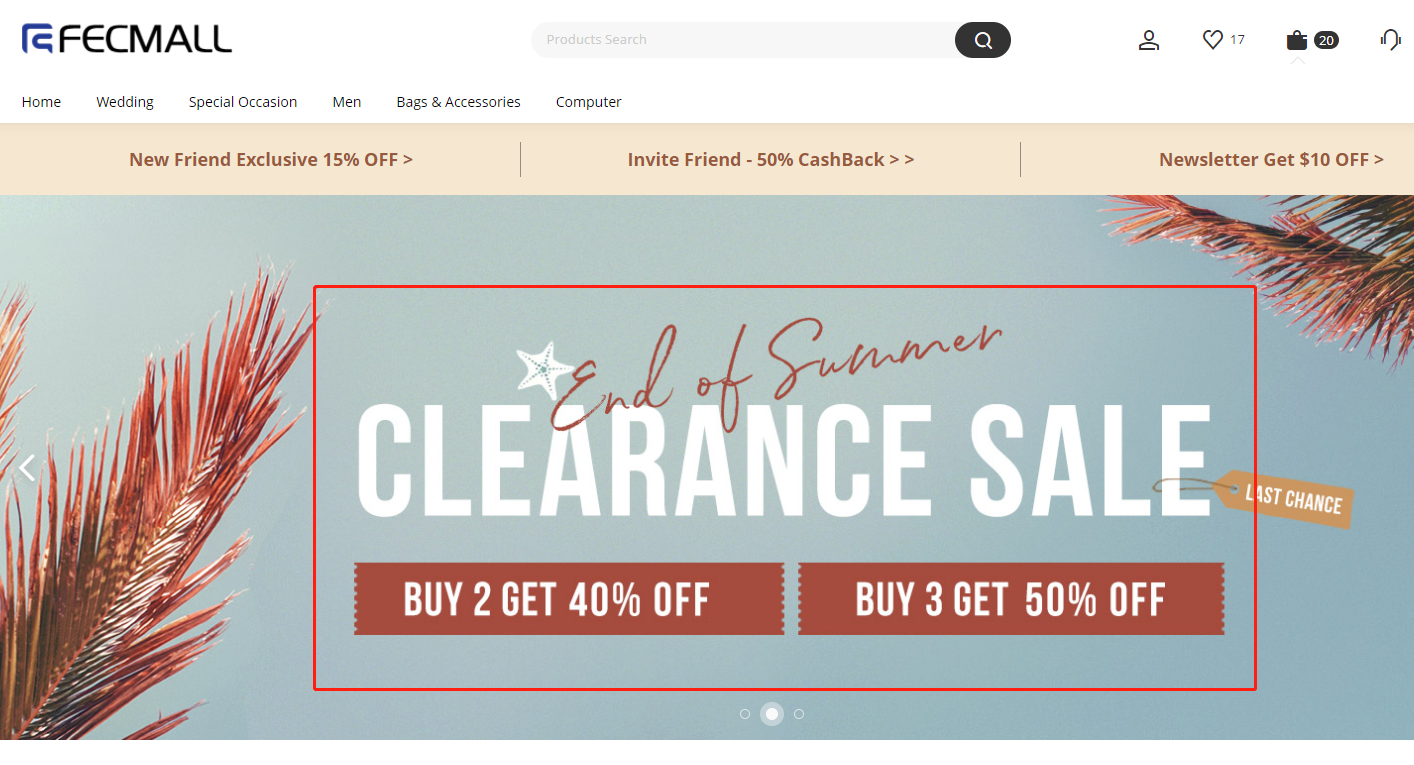 FECMALL
Products Search
17
20
Home Wedding Special Occasion Men Bags & Accessories Computer
New Friend Exclusive 15% OFF > Invite Friend - 50% CashBack > > Newsletter Get $10 OFF >
End of Summer
CLEARANCE SALE
LAST CHANCE
BUY 2 GET 40% OFF BUY 3 GET 50% OFF